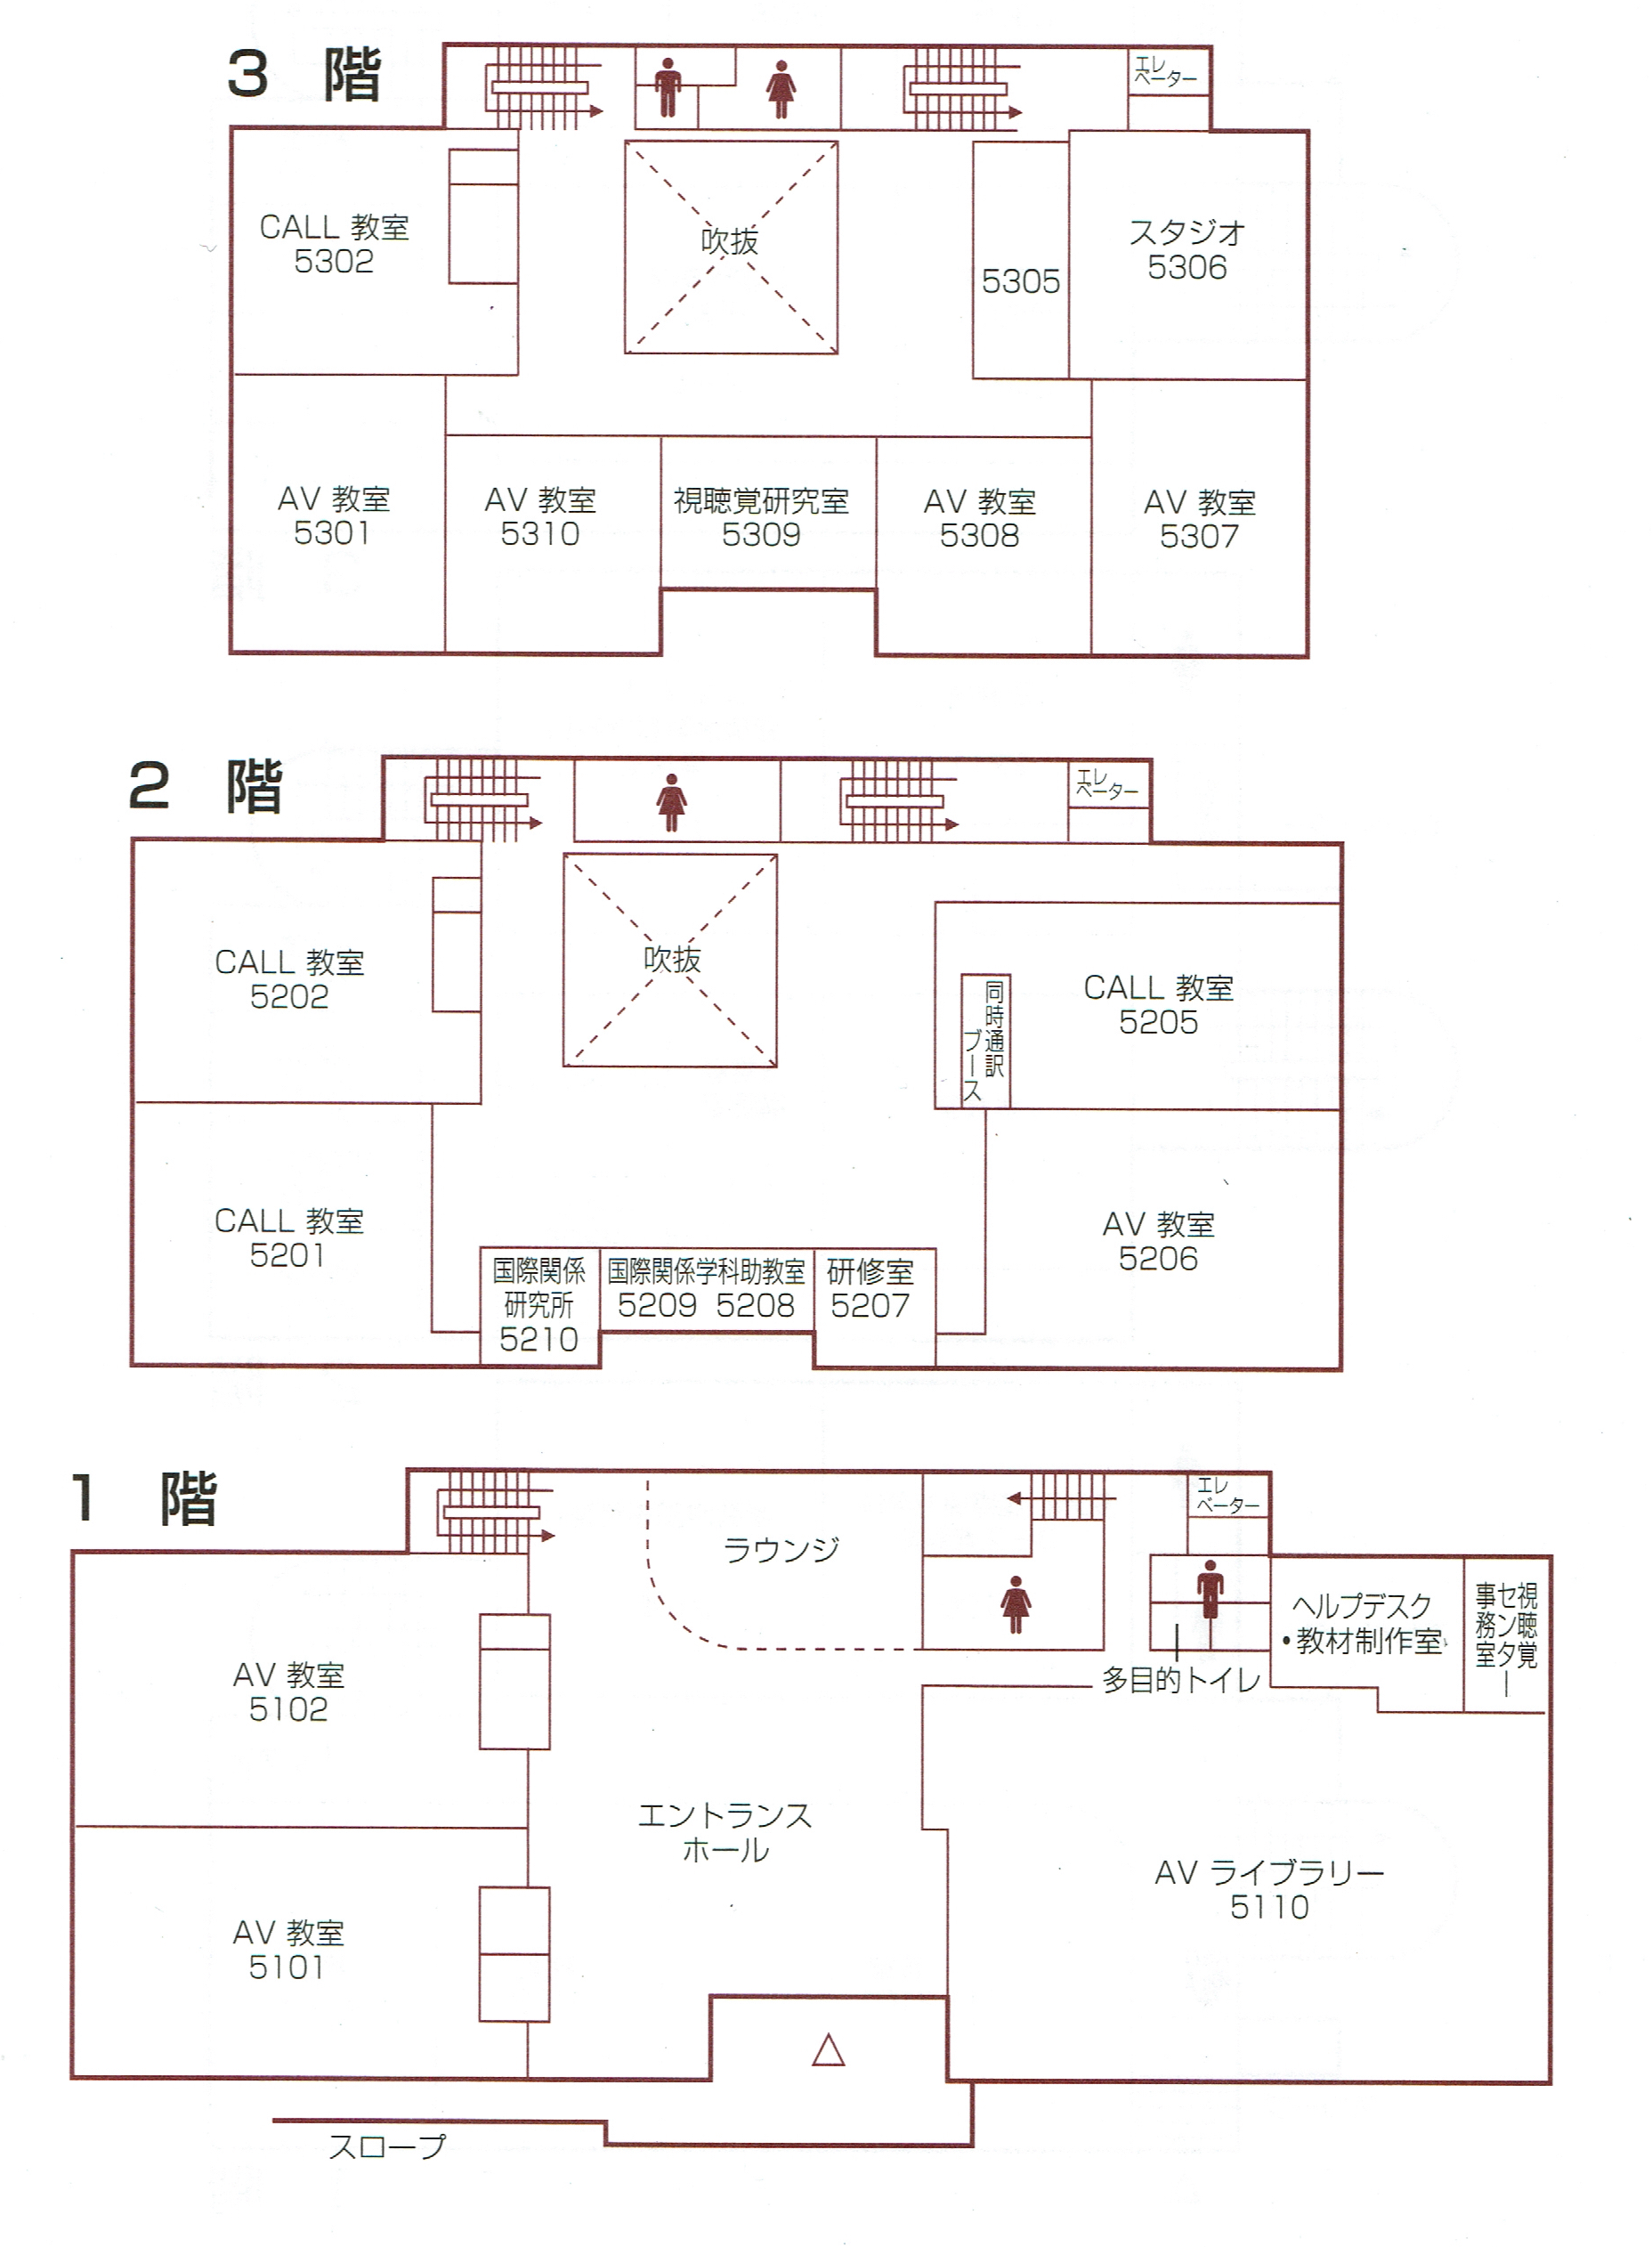 3 階
エレ
ベーター
CALL 教室
5302
吹抜
5305
スタジオ
5306
AV 教室
5301
AV 教室
5310
視聴覚研究室
5309
AV 教室
5308
AV 教室
5307
2 階
エレ
ベーター
CALL 教室
5202
吹抜
同時通訳
ブース
CALL 教室
5205
CALL 教室
5201
国際関係
研究所
5210
国際関係学科助教室
5209 5208
研修室
5207
AV 教室
5206
1 階
エレ
ベーター
ラウンジ
ヘルプデスク
・教材制作室
視聴覚
センター
事務室
多目的トイレ
AV 教室
5102
エントランス
ホール
AV ライブラリー
5110
AV 教室
5101
スロープ